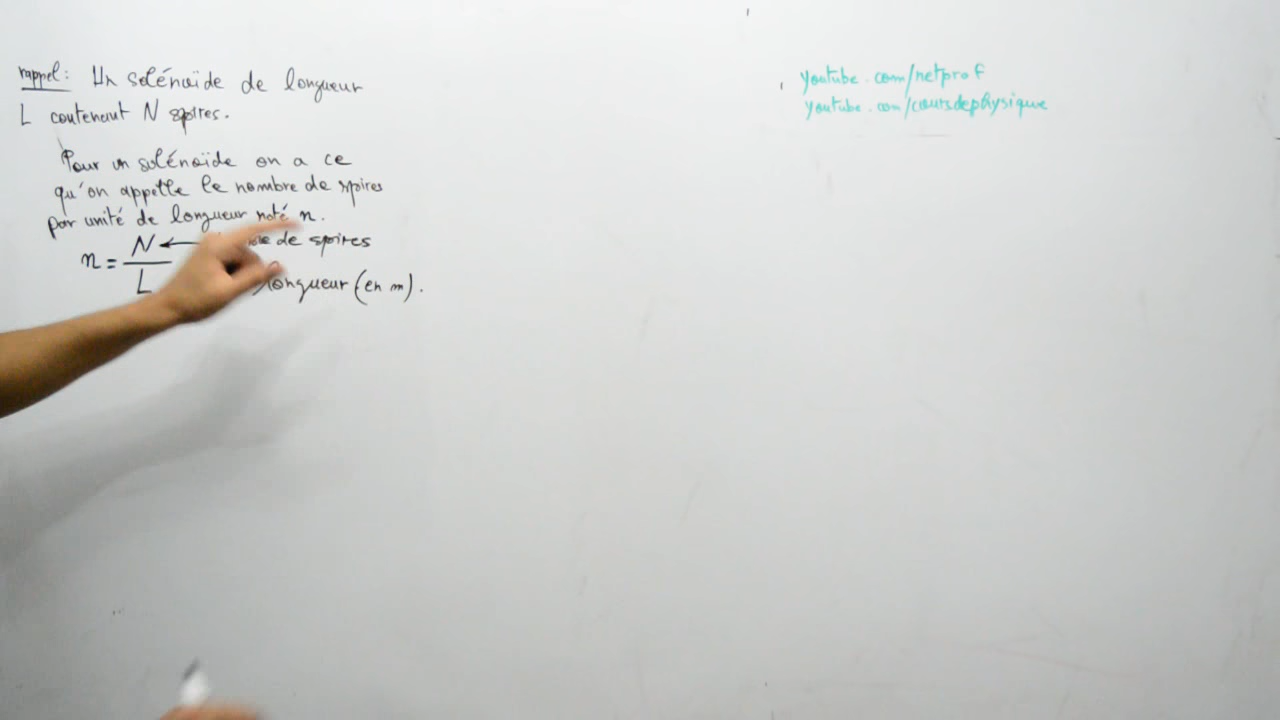 rappel : Un solénoïde de longueur
L contenant N spires.
Pour un solénoïde on a ce
qu'on appelle le nombre de spires
par unité de longueur noté n.
n = N/L
de spires
longueur (en m).
youtube.com/netprof
youtube.com/coursdephysique